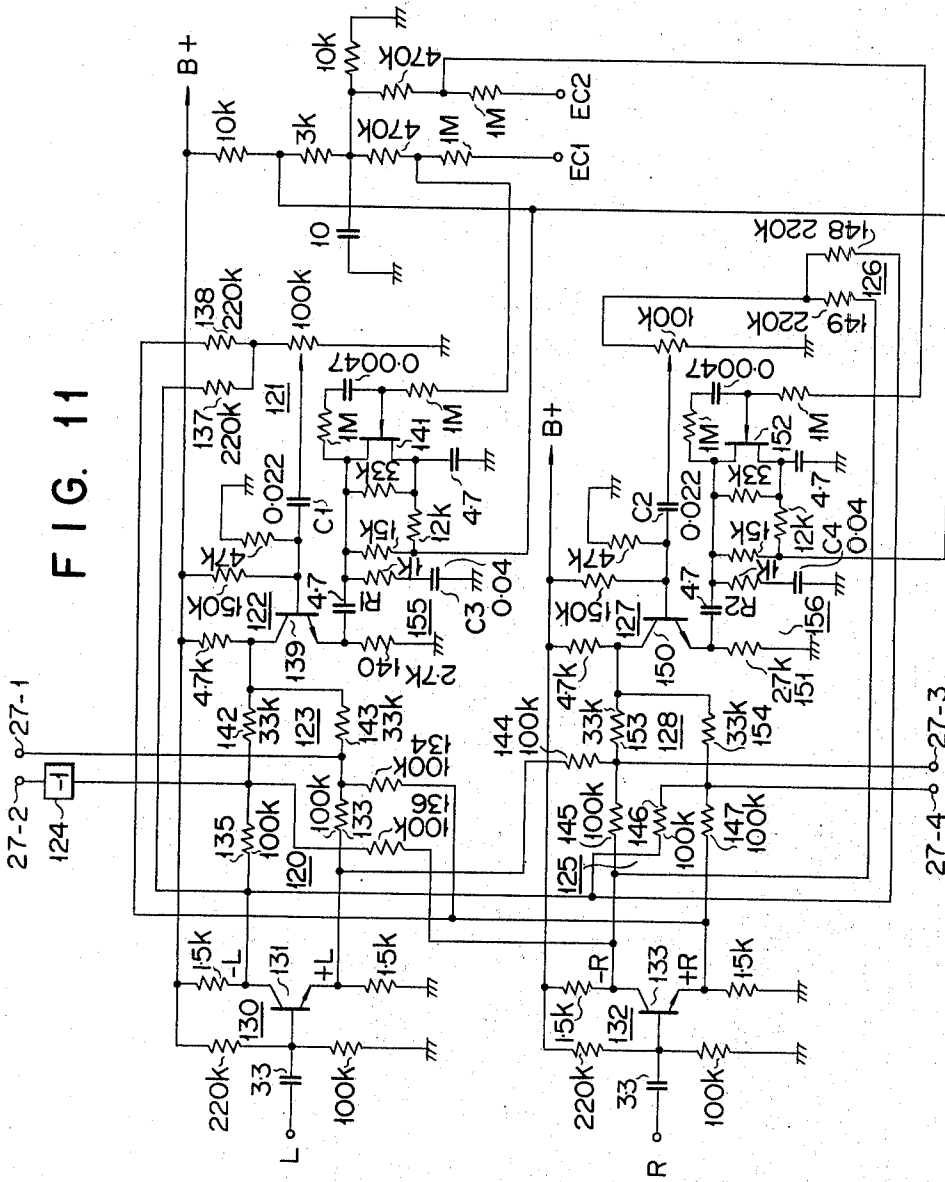 FIG. 11
27-2
27-1
124
-1
B+
10k
3k
10k
470k
470k
1M
1M
EC1
EC2
10
138
220k
137
220k
100k
121
0.022
C1
47k
150k
122
4.7k
139
4.7
R1
1k
15k
33k
12k
1M
0.0047
141
1M
4.7
155
C3
0.04
140
2.7k
142
33k
123
143
33k
134
100k
136
100k
133
100k
135
100k
120
144
100k
1.5k
-L
131
130
+L
1.5k
220k
33
100k
L
B+
100k
149
220k
148
220k
126
C2
0.022
47k
150k
127
47k
150
4.7
R2
1k
15k
33k
12k
1M
0.0047
152
1M
4.7
C4
0.04
156
27k
151
33k
153
128
33k
154
145
100k
146
100k
147
100k
125
1.5k
-R
133
132
+R
1.5k
220k
33
100k
R
27-4
27-3